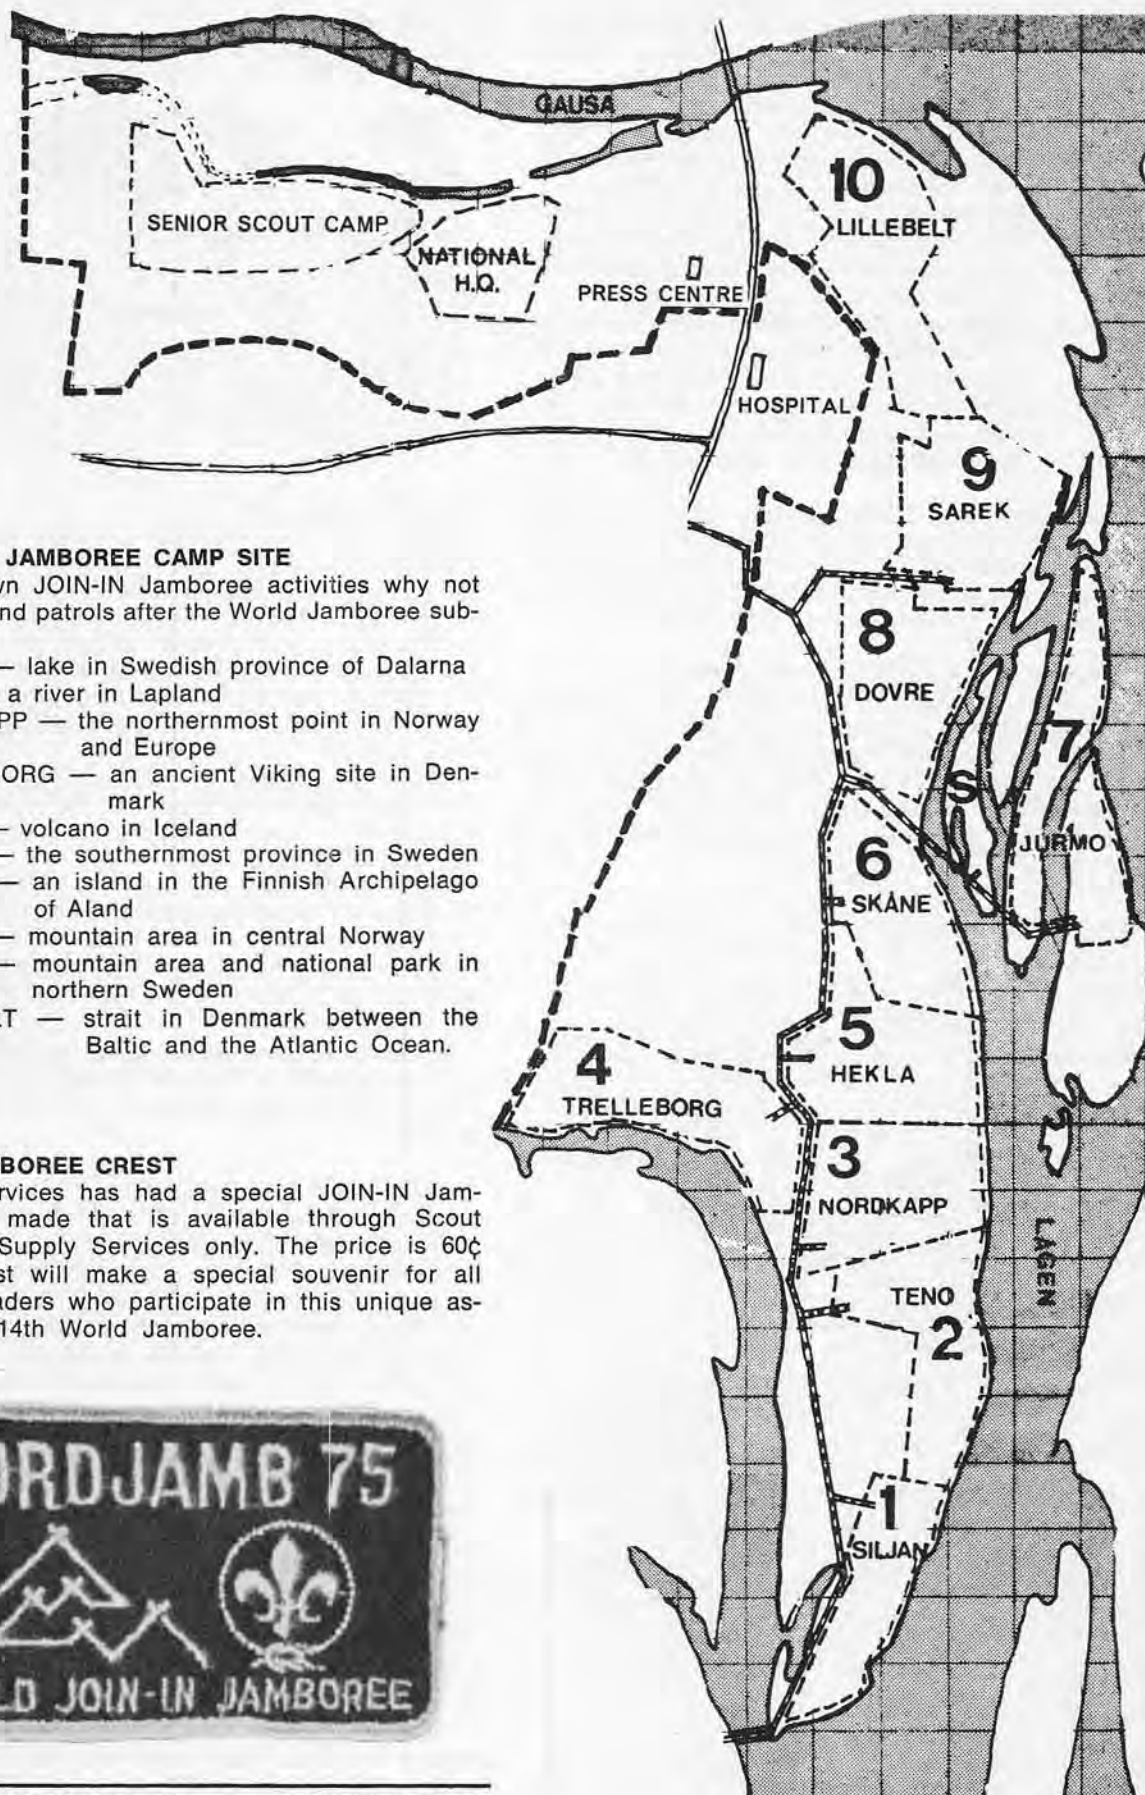 GAUSA
10
LILLEBELT
SENIOR SCOUT CAMP
NATIONAL
H.Q.
PRESS CENTRE
HOSPITAL
9
SAREK
8
DOVRE
7
JURMO
S
6
SKÅNE
5
HEKLA
4
TRELLEBORG
3
NORDKAPP
LÅGEN
TENO
2
1
SILJAN
JAMBOREE CAMP SITE
wn JOIN-IN Jamboree activities why not
nd patrols after the World Jamboree sub-
— lake in Swedish province of Dalarna
a river in Lapland
PP — the northernmost point in Norway
and Europe
ORG — an ancient Viking site in Den-
mark
— volcano in Iceland
— the southernmost province in Sweden
— an island in the Finnish Archipelago
of Aland
— mountain area in central Norway
— mountain area and national park in
northern Sweden
LT — strait in Denmark between the
Baltic and the Atlantic Ocean.
BOREE CREST
rvices has had a special JOIN-IN Jam-
made that is available through Scout
Supply Services only. The price is 60¢
st will make a special souvenir for all
aders who participate in this unique as-
14th World Jamboree.
ORDJAMB 75
LD JOIN-IN JAMBOREE